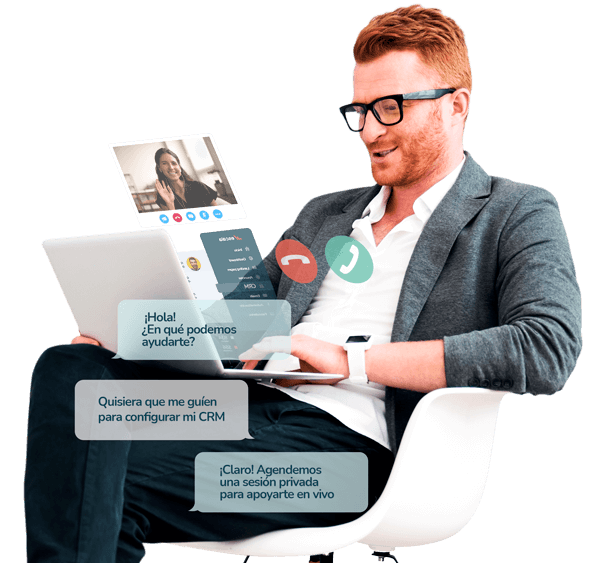 ¡Hola!
¿En qué podemos
ayudarte?
Quisiera que me guíen
para configurar mi CRM
¡Claro! Agendemos
una sesión privada
para apoyarte en vivo